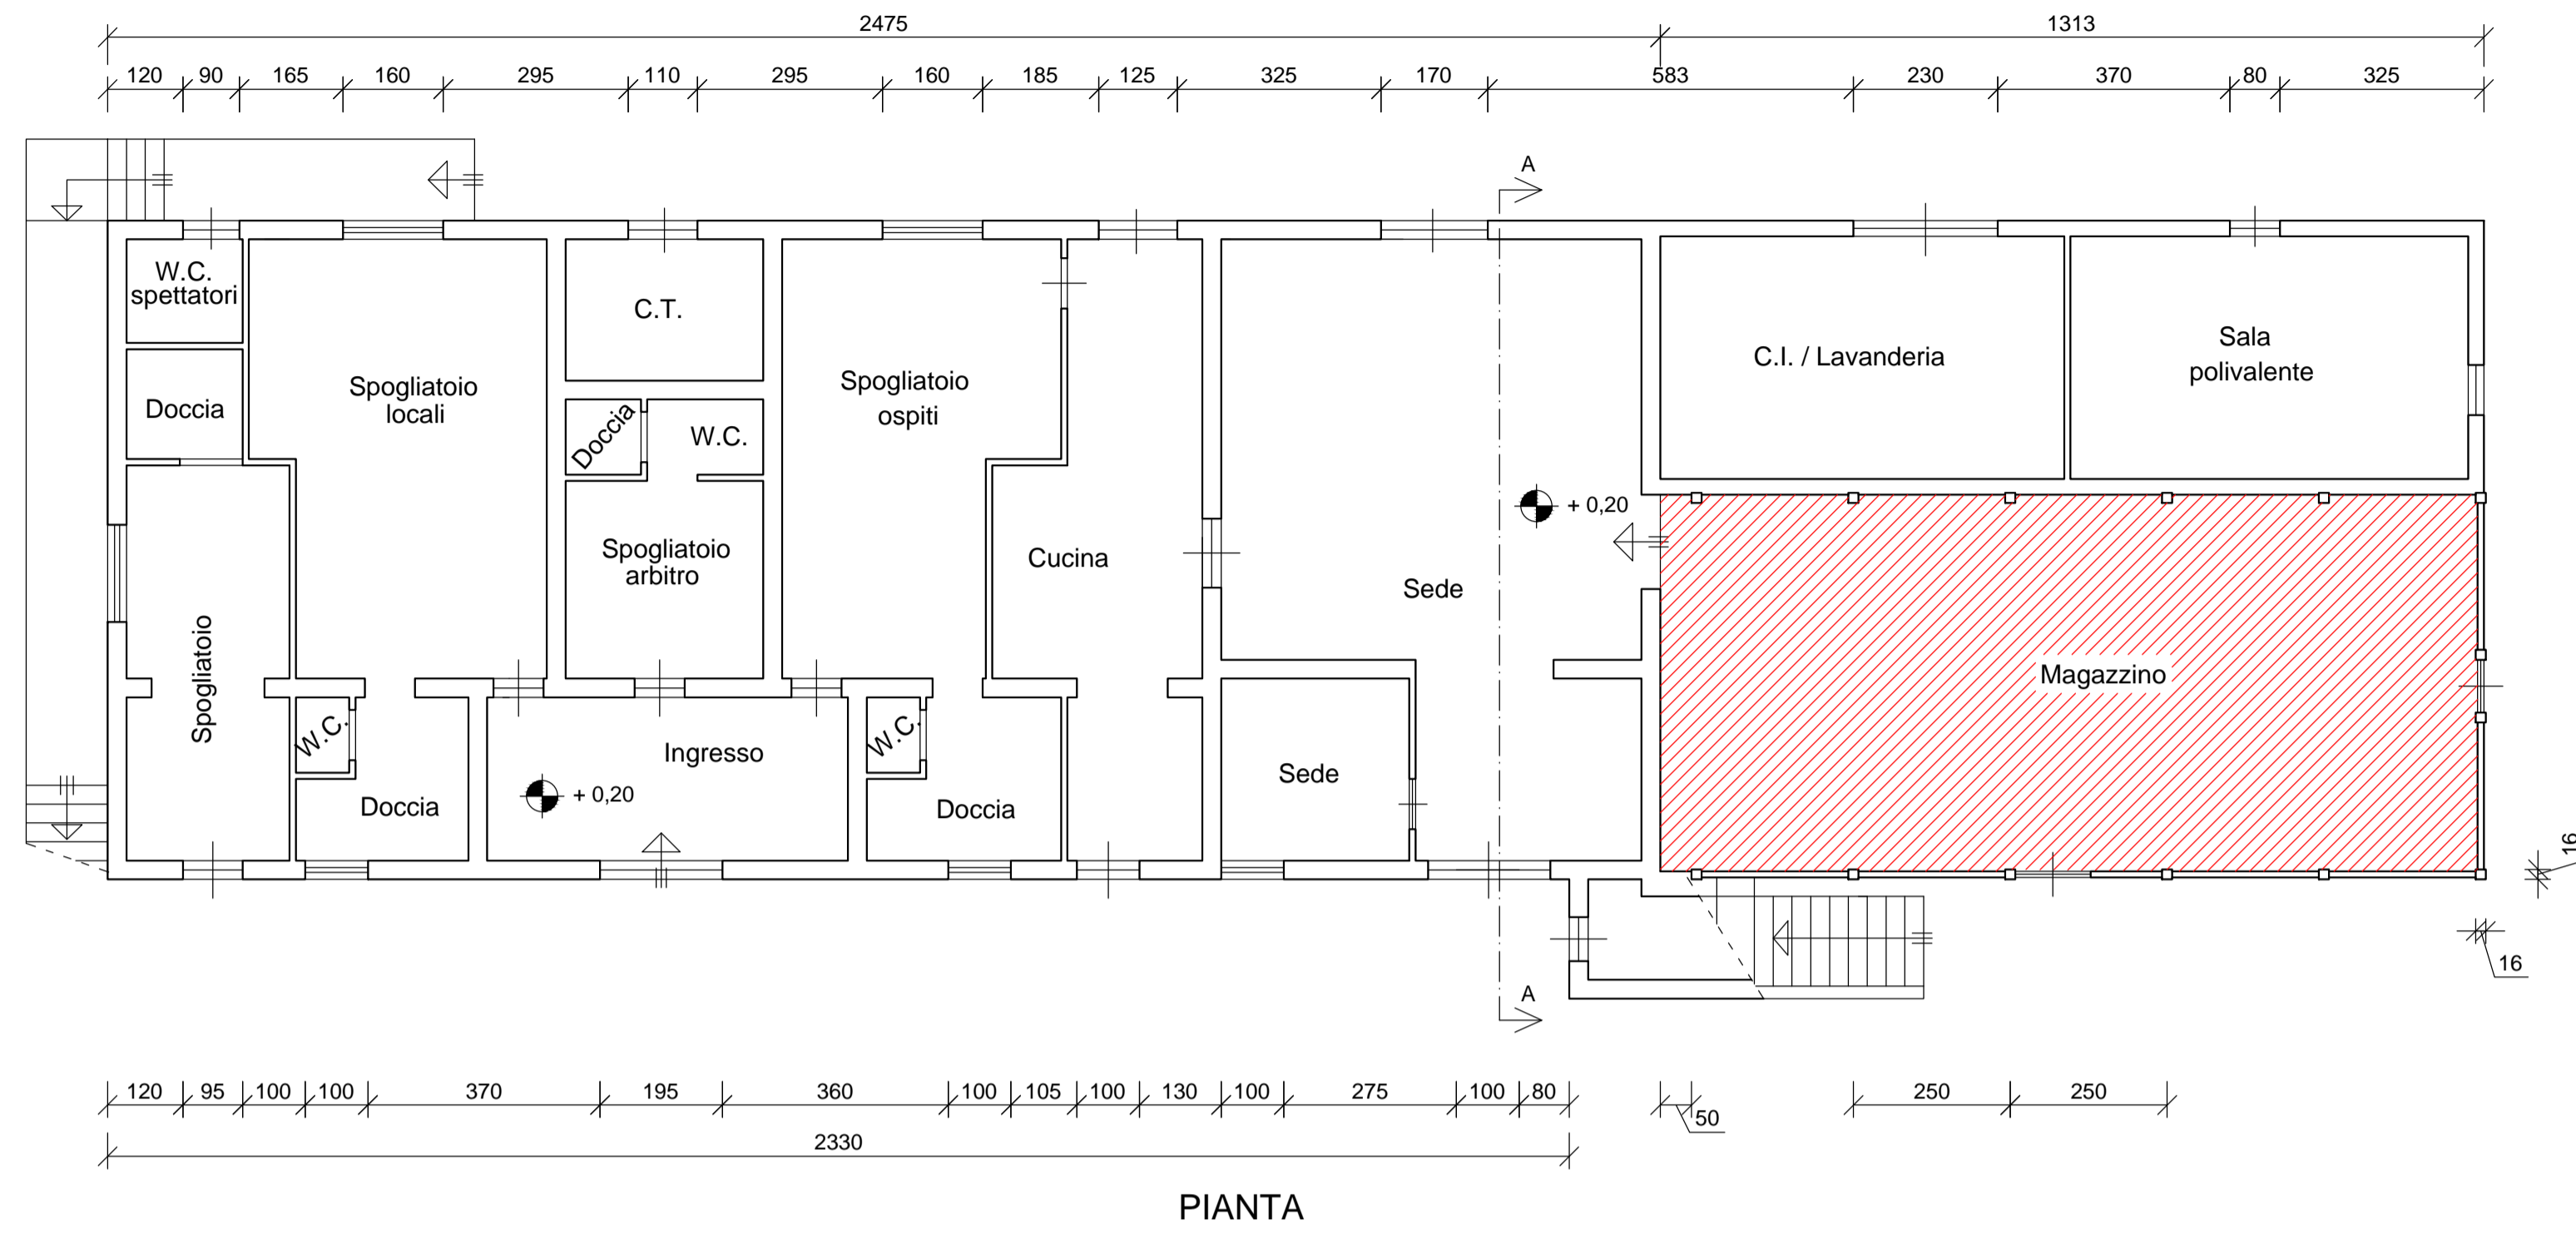 2475 1313
120 90 165 160 295 110 295 160 185 125 325 170 583 230 370 80 325
A
W.C.
spettatori
C.T.
Sala
polivalente
C.I. / Lavanderia
Spogliatoio
locali
Spogliatoio
ospiti
Doccia
Doccia
W.C.
+ 0,20
Spogliatoio
arbitro
Cucina
Sede
Spogliatoio
Magazzino
W.C.
W.C.
Ingresso
Sede
+ 0,20
Doccia
Doccia
16
16
A
120 95 100 100 370 195 360 100 105 100 130 100 275 100 80 250 250
50
2330
PIANTA